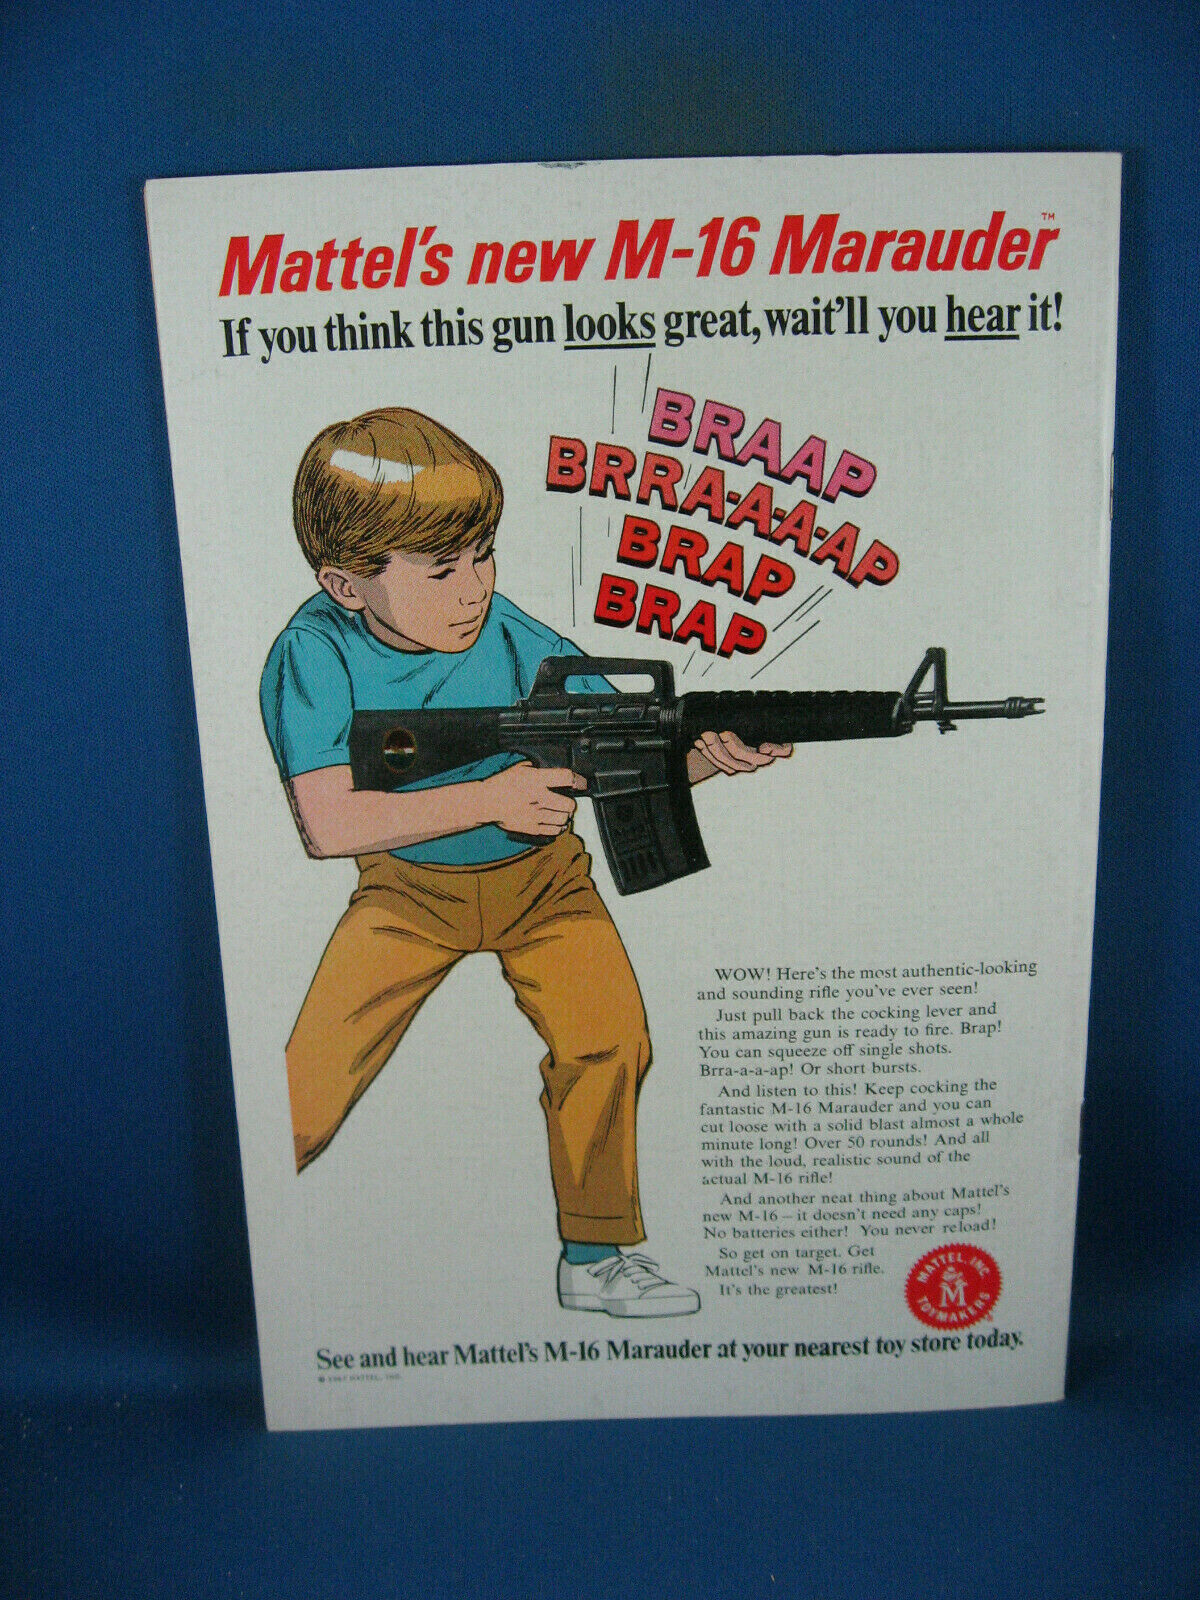 Mattel's new M-16 Marauder™
If you think this gun looks great, wait'll you hear it!
BRAAP
BRRA-A-A-AP
BRAP
BRAP
WOW! Here's the most authentic-looking
and sounding rifle you've ever seen!
Just pull back the cocking lever and
this amazing gun is ready to fire. Brap!
You can squeeze off single shots.
Brra-a-a-ap! Or short bursts.
And listen to this! Keep cocking the
fantastic M-16 Marauder and you can
cut loose with a solid blast almost a whole
minute long! Over 50 rounds! And all
with the loud, realistic sound of the
actual M-16 rifle!
And another neat thing about Mattel's
new M-16 – it doesn't need any caps!
No batteries either! You never reload!
So get on target. Get
Mattel's new M-16 rifle.
It's the greatest!
MATTEL, INC.
M
TOYMAKERS
®
See and hear Mattel's M-16 Marauder at your nearest toy store today.
© 1967 MATTEL, INC.